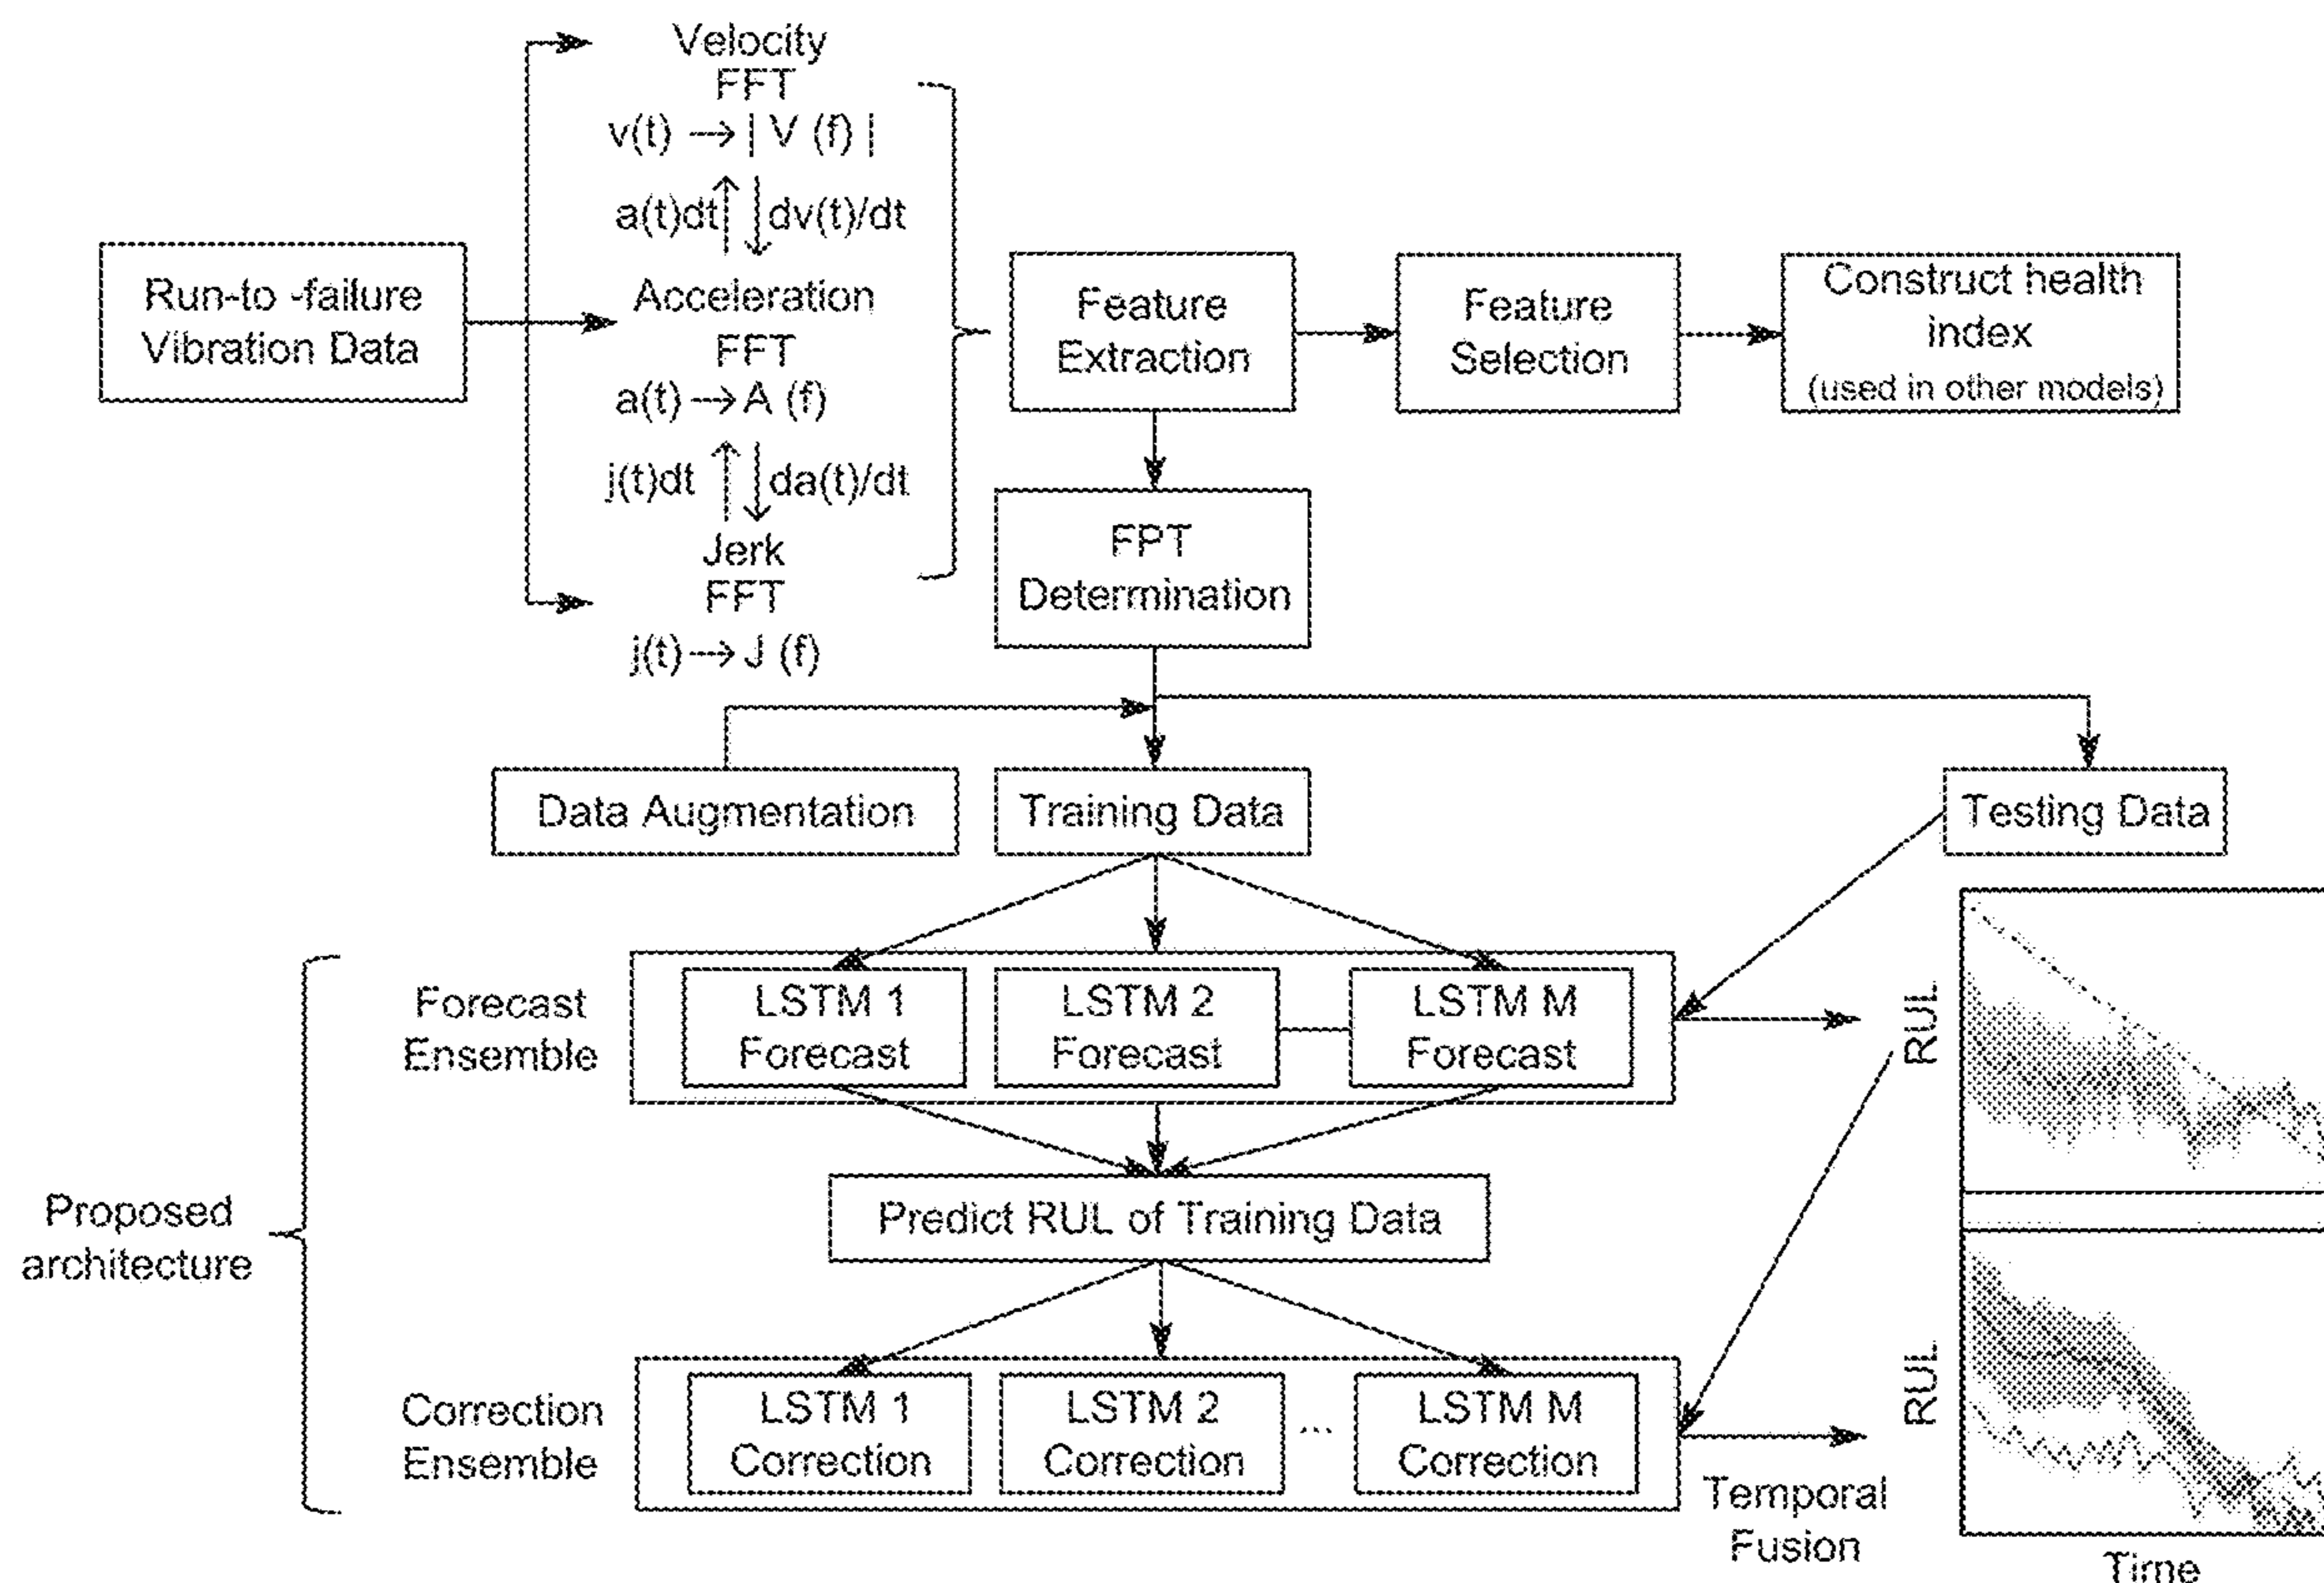 Velocity
FFT
v(t) → | V (f) |
a(t)dt dv(t)/dt
Run-to -failure
Vibration Data
Acceleration
FFT
a(t) → A (f)
j(t)dt da(t)/dt
Jerk
FFT
j(t) → J (f)
Feature
Extraction
Feature
Selection
Construct health
index
(used in other models)
FPT
Determination
Data Augmentation
Training Data
Testing Data
Forecast
Ensemble
LSTM 1
Forecast
LSTM 2
Forecast
LSTM M
Forecast
RUL
Proposed
architecture
Predict RUL of Training Data
Correction
Ensemble
LSTM 1
Correction
LSTM 2
Correction
...
LSTM M
Correction
Temporal
Fusion
RUL
Time